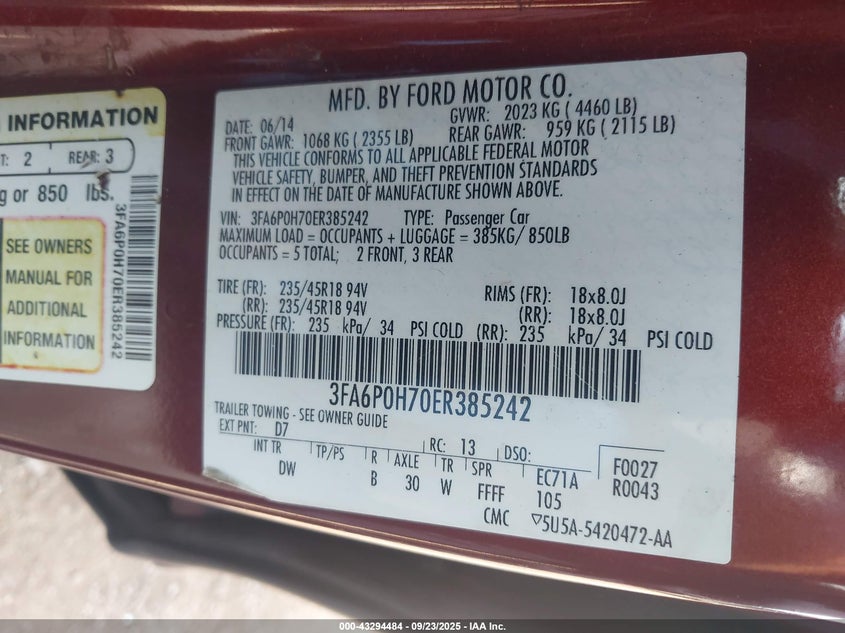 INFORMATION
2 REAR: 3
g or 850 lbs.
SEE OWNERS
MANUAL FOR
ADDITIONAL
INFORMATION
3FA6P0H70ER385242
MFD. BY FORD MOTOR CO.
DATE: 06/14 GVWR: 2023 KG ( 4460 LB)
FRONT GAWR: 1068 KG ( 2355 LB) REAR GAWR: 959 KG ( 2115 LB)
THIS VEHICLE CONFORMS TO ALL APPLICABLE FEDERAL MOTOR
VEHICLE SAFETY, BUMPER, AND THEFT PREVENTION STANDARDS
IN EFFECT ON THE DATE OF MANUFACTURE SHOWN ABOVE.
VIN: 3FA6P0H70ER385242 TYPE: Passenger Car
MAXIMUM LOAD = OCCUPANTS + LUGGAGE = 385KG/ 850LB
OCCUPANTS = 5 TOTAL; 2 FRONT, 3 REAR
TIRE (FR): 235/45R18 94V RIMS (FR): 18x8.0J
(RR): 235/45R18 94V (RR): 18x8.0J
PRESSURE (FR): 235 kPa/ 34 PSI COLD (RR): 235 kPa/ 34 PSI COLD
3FA6P0H70ER385242
TRAILER TOWING - SEE OWNER GUIDE
EXT PNT: D7 RC: 13 DSO:
INT TR TP/PS R AXLE TR SPR EC71A F0027
DW B 30 W FFFF 105 R0043
CMC ▽5U5A-5420472-AA
000-43294484 - 09/23/2025 - IAA Inc.